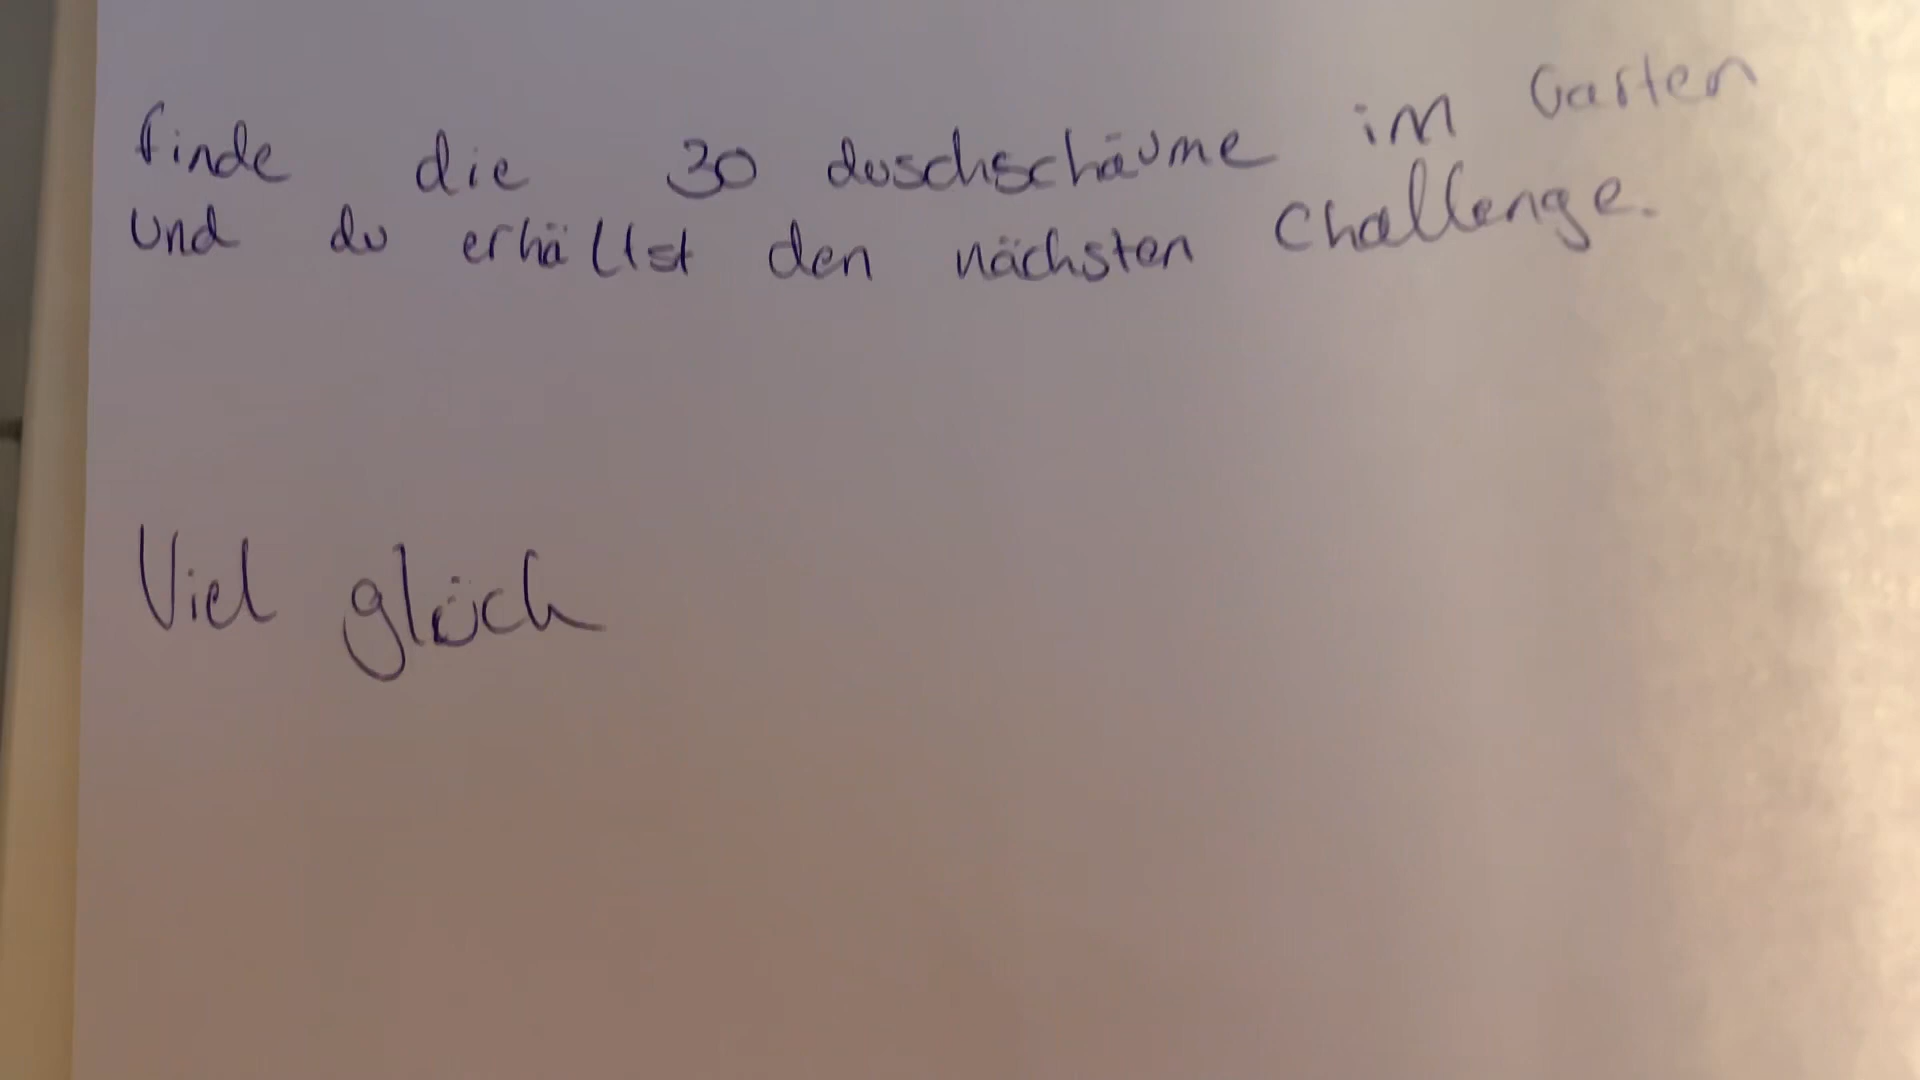 finde die 30 duschschäume im Garten
und du erhällst den nächsten Challenge.
Viel glück